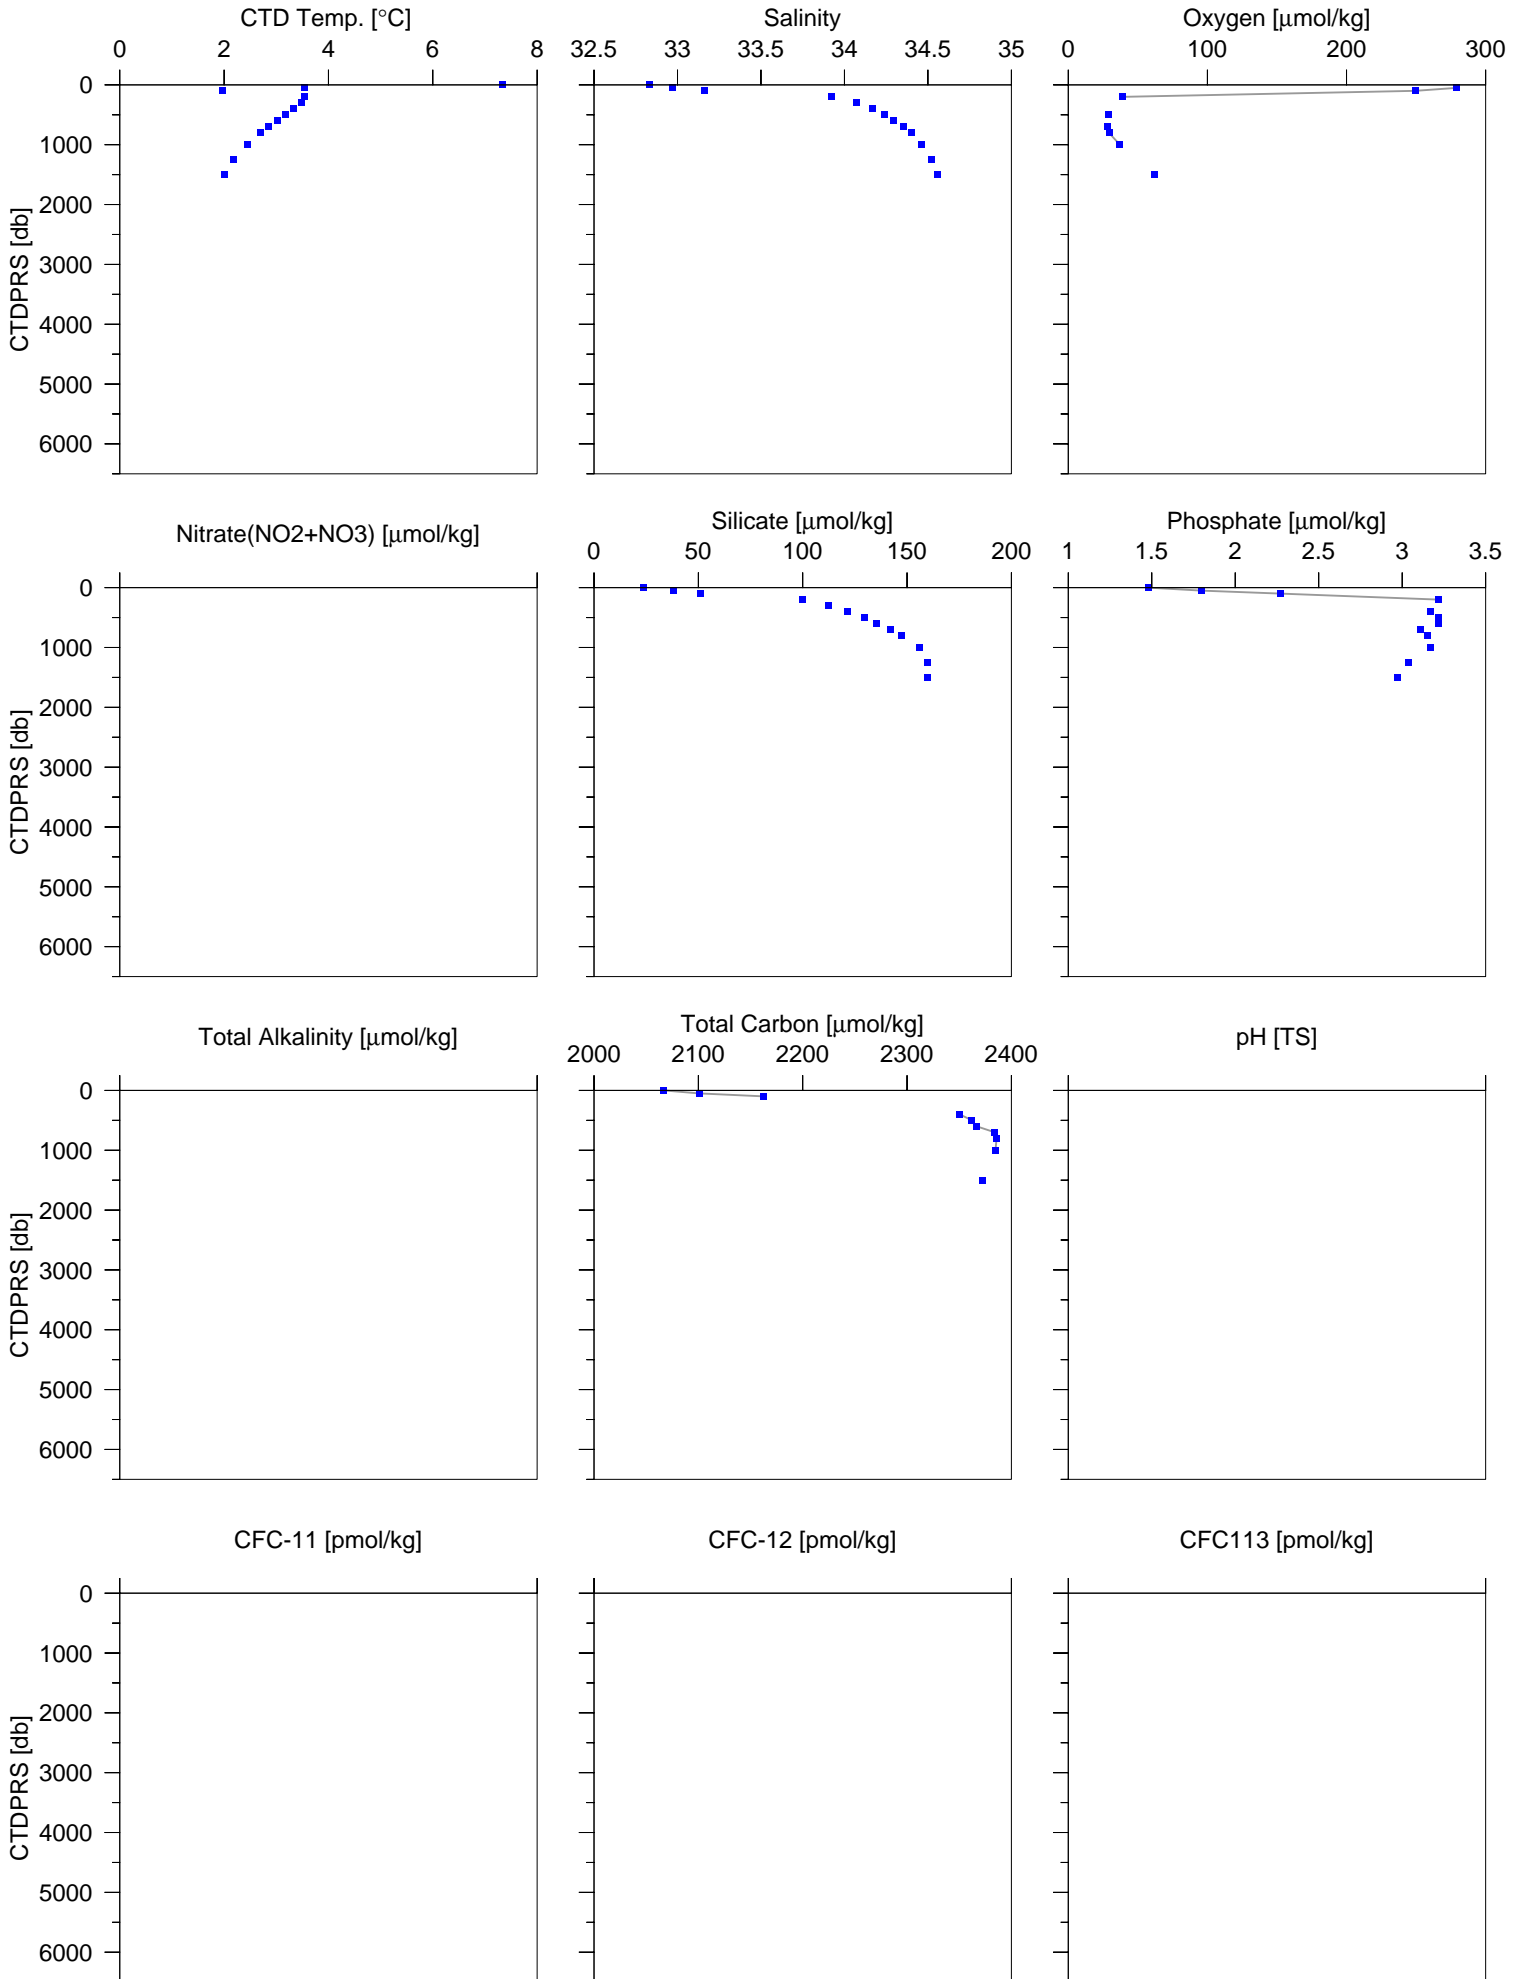 CTD Temp. [°C] Salinity Oxygen [μmol/kg]
0 2 4 6 8 32.5 33 33.5 34 34.5 35 0 100 200 300
0
1000
2000
3000
4000
5000
6000
CTDPRS [db]
Nitrate(NO2+NO3) [μmol/kg] Silicate [μmol/kg] Phosphate [μmol/kg]
0 50 100 150 200 1 1.5 2 2.5 3 3.5
0
1000
2000
3000
4000
5000
6000
CTDPRS [db]
Total Alkalinity [μmol/kg] Total Carbon [μmol/kg] pH [TS]
2000 2100 2200 2300 2400
0
1000
2000
3000
4000
5000
6000
CTDPRS [db]
CFC-11 [pmol/kg] CFC-12 [pmol/kg] CFC113 [pmol/kg]
0
1000
2000
3000
4000
5000
6000
CTDPRS [db]